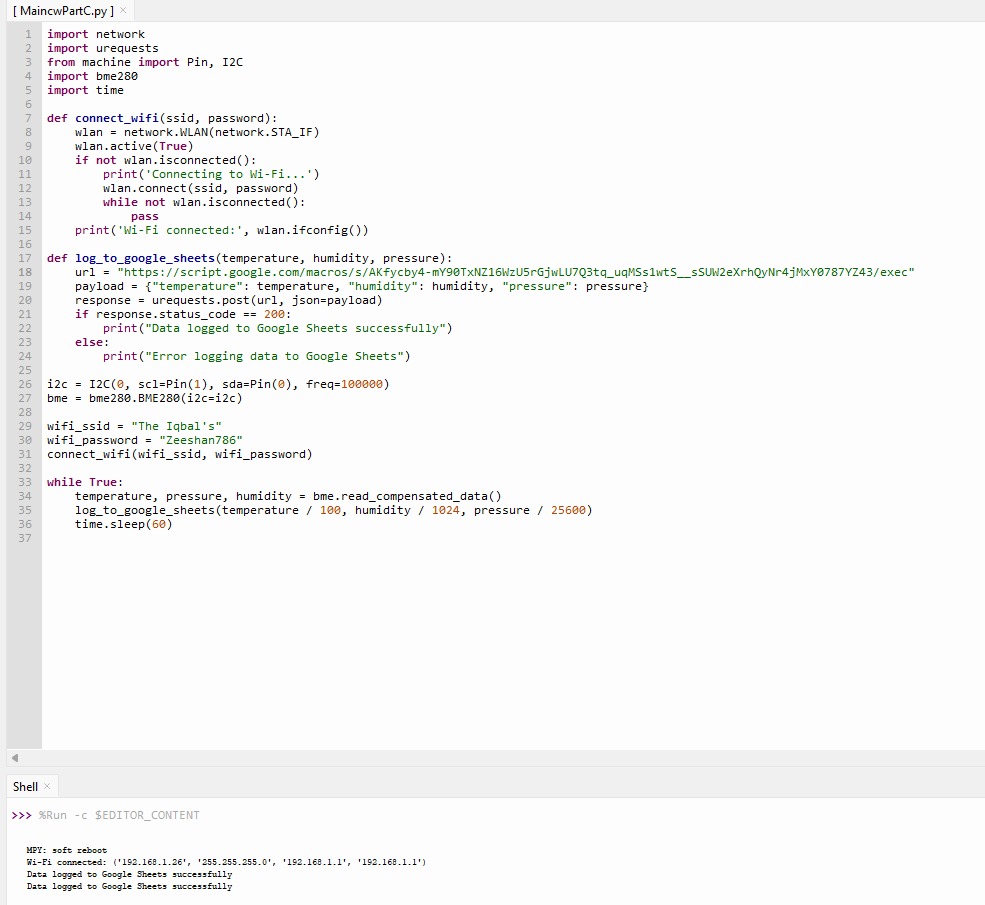 [ MaincwPartC.py ] ×
1 import network
2 import urequests
3 from machine import Pin, I2C
4 import bme280
5 import time
6
7 def connect_wifi(ssid, password):
8     wlan = network.WLAN(network.STA_IF)
9     wlan.active(True)
10     if not wlan.isconnected():
11         print('Connecting to Wi-Fi...')
12         wlan.connect(ssid, password)
13         while not wlan.isconnected():
14             pass
15     print('Wi-Fi connected:', wlan.ifconfig())
16
17 def log_to_google_sheets(temperature, humidity, pressure):
18     url = "https://script.google.com/macros/s/AKfycby4-mY90TxNZ16WzU5rGjwLU7Q3tq_uqMSs1wtS__sSUW2eXrhQyNr4jMxY0787YZ43/exec"
19     payload = {"temperature": temperature, "humidity": humidity, "pressure": pressure}
20     response = urequests.post(url, json=payload)
21     if response.status_code == 200:
22         print("Data logged to Google Sheets successfully")
23     else:
24         print("Error logging data to Google Sheets")
25
26 i2c = I2C(0, scl=Pin(1), sda=Pin(0), freq=100000)
27 bme = bme280.BME280(i2c=i2c)
28
29 wifi_ssid = "The Iqbal's"
30 wifi_password = "Zeeshan786"
31 connect_wifi(wifi_ssid, wifi_password)
32
33 while True:
34     temperature, pressure, humidity = bme.read_compensated_data()
35     log_to_google_sheets(temperature / 100, humidity / 1024, pressure / 25600)
36     time.sleep(60)
37
Shell ×
>>> %Run -c $EDITOR_CONTENT
MPY: soft reboot
Wi-Fi connected: ('192.168.1.26', '255.255.255.0', '192.168.1.1', '192.168.1.1')
Data logged to Google Sheets successfully
Data logged to Google Sheets successfully